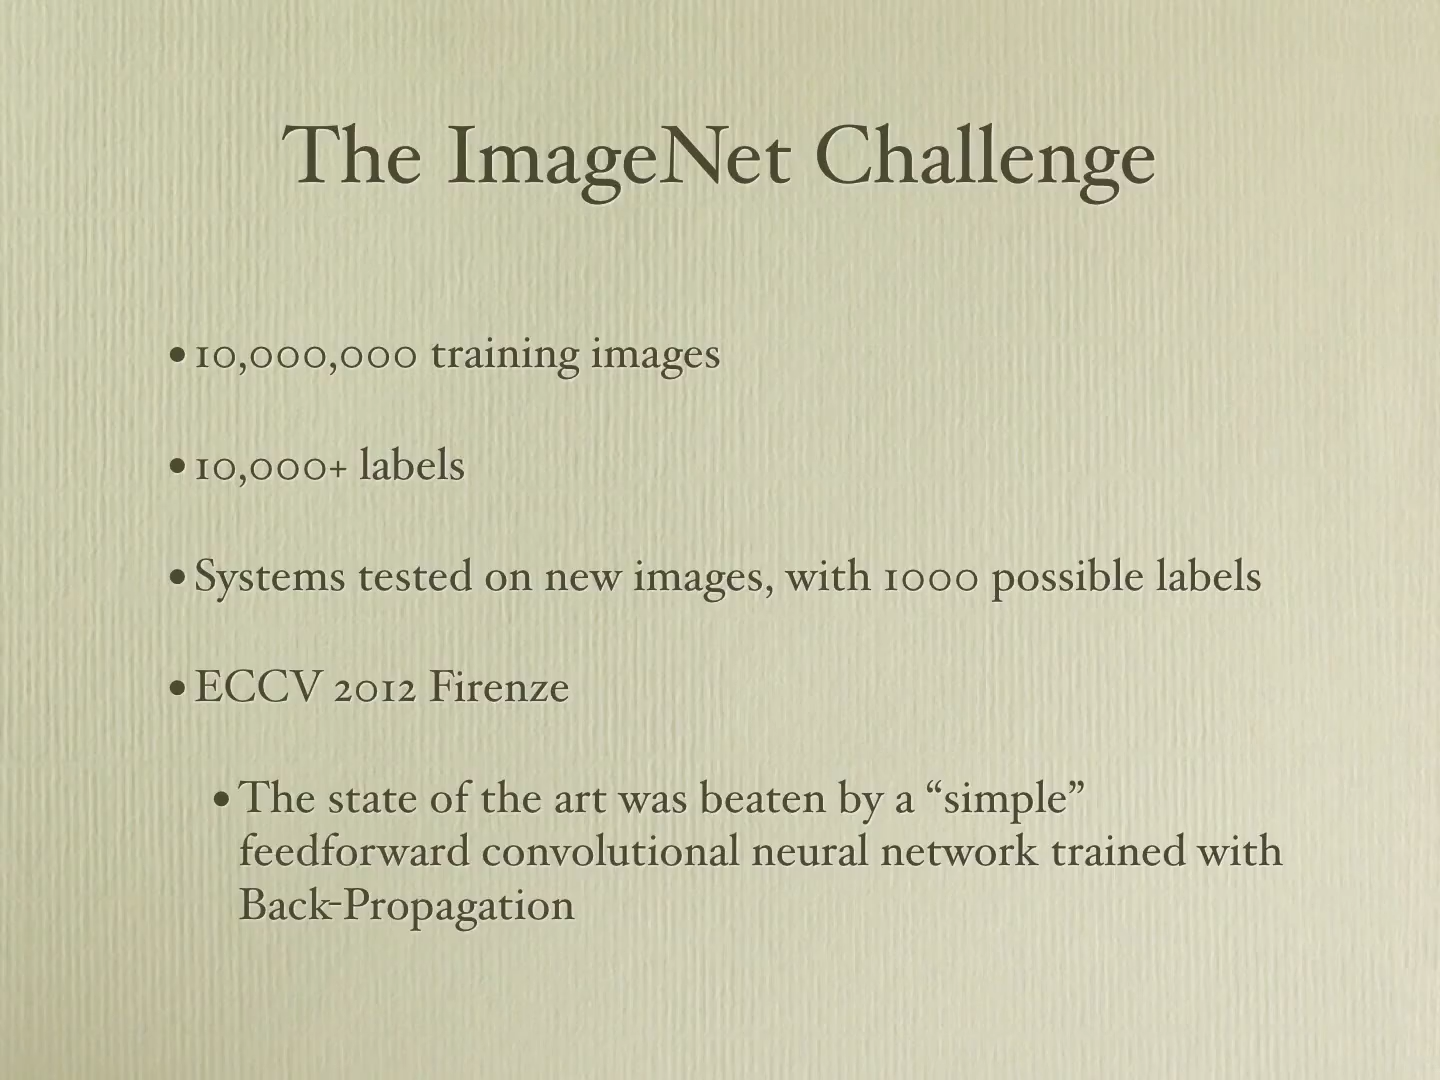 The ImageNet Challenge
•10,000,000 training images
•10,000+ labels
•Systems tested on new images, with 1000 possible labels
•ECCV 2012 Firenze
•The state of the art was beaten by a “simple”
feedforward convolutional neural network trained with
Back-Propagation